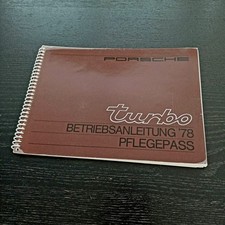 PORSCHE
turbo
BETRIEBSANLEITUNG '78
PFLEGEPASS